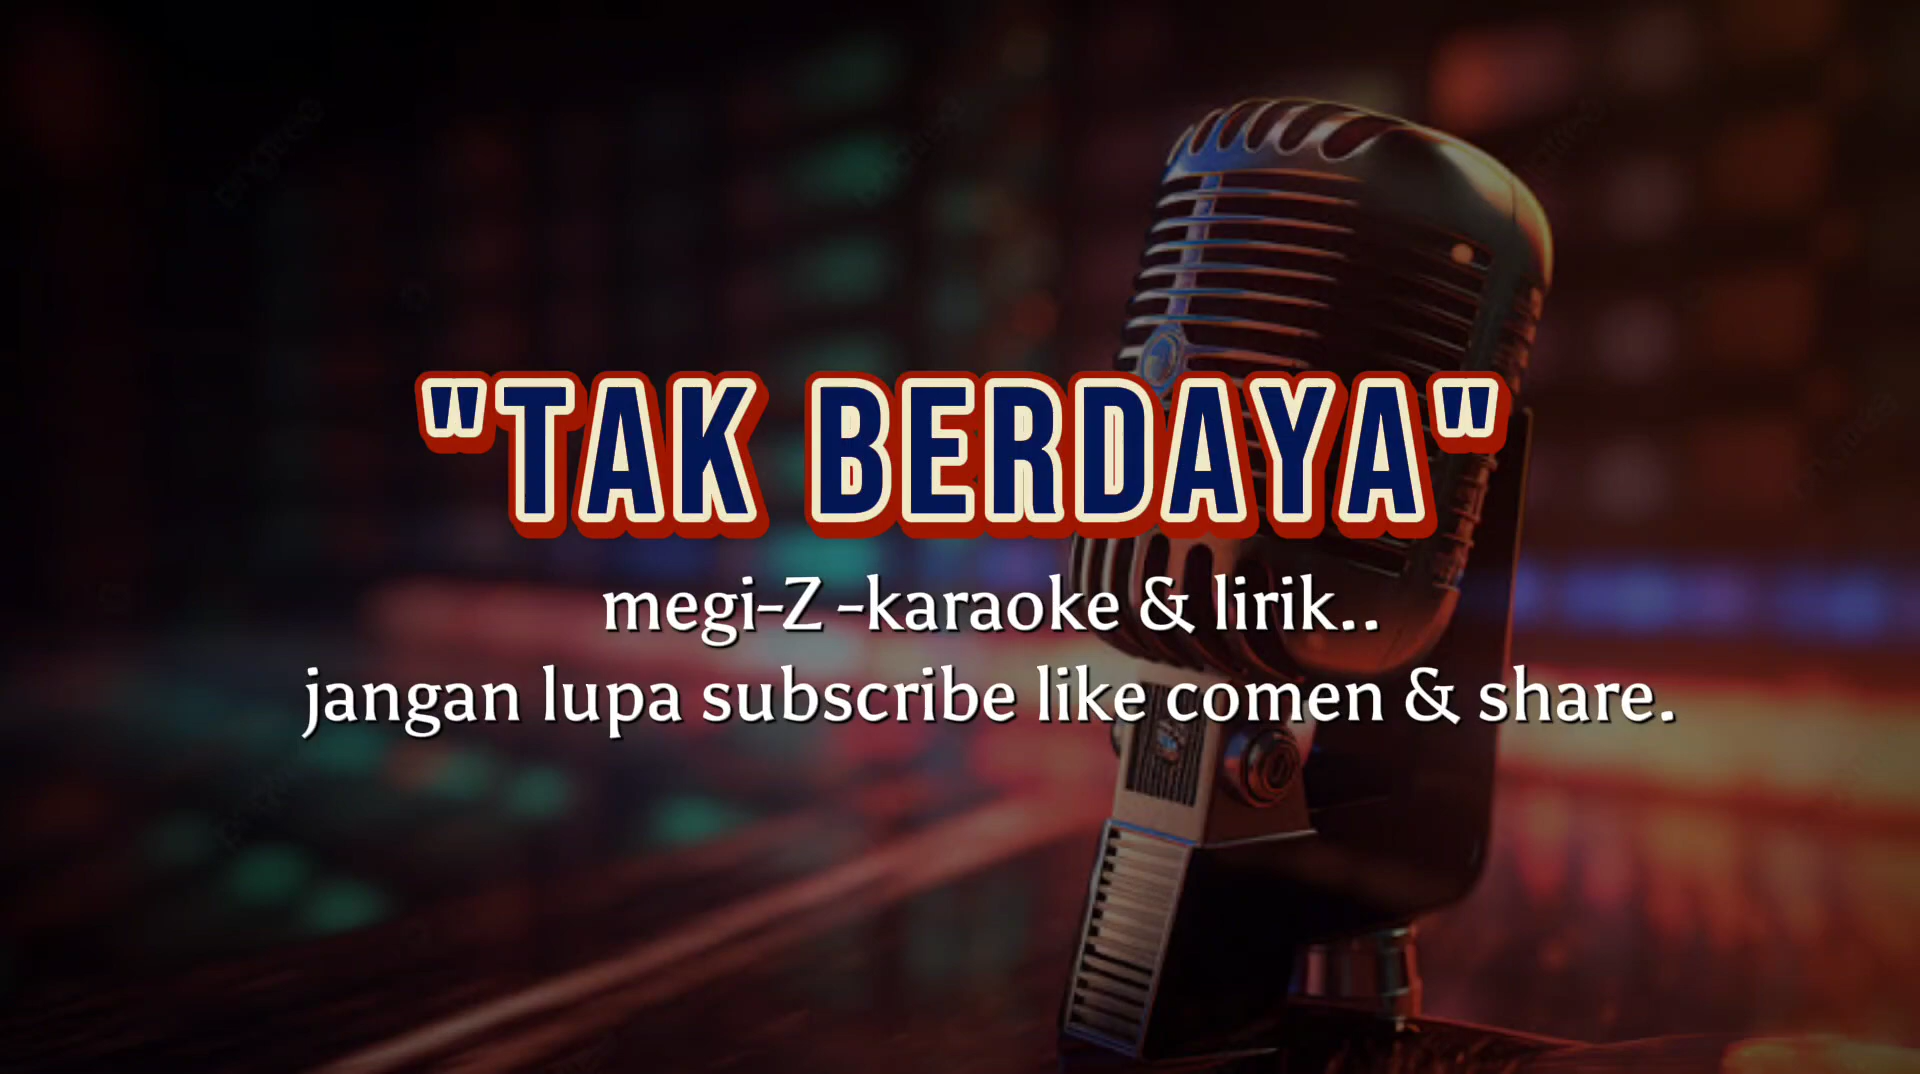 "TAK BERDAYA"
megi-Z -karaoke & lirik..
jangan lupa subscribe like comen & share.